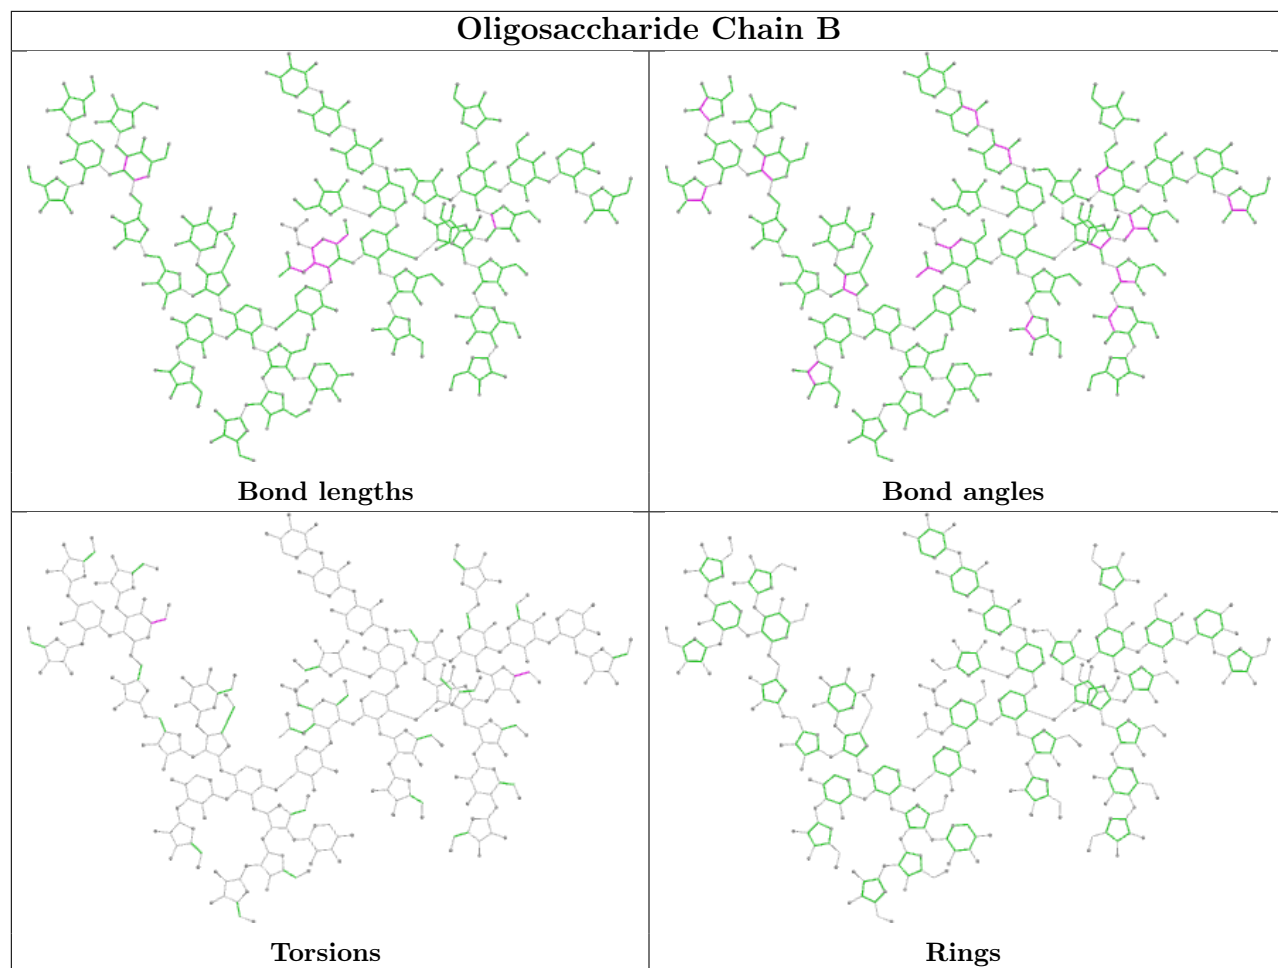 Oligosaccharide Chain B
Bond lengths
Bond angles
Torsions
Rings